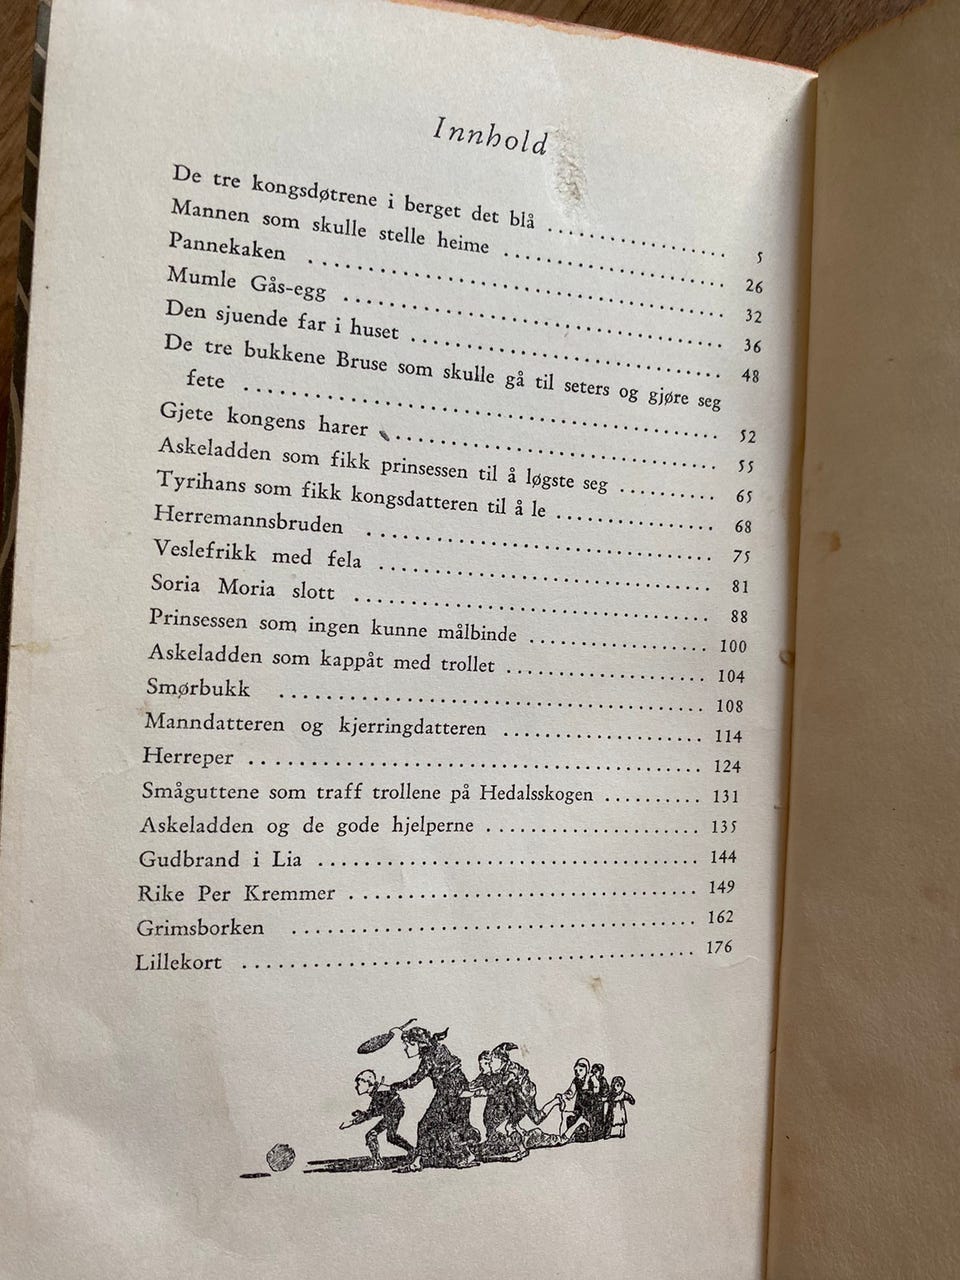 Innhold
De tre kongsdøtrene i berget det blå .................. 5
Mannen som skulle stelle heime .................. 26
Pannekaken .................. 32
Mumle Gås-egg .................. 36
Den sjuende far i huset .................. 48
De tre bukkene Bruse som skulle gå til seters og gjøre seg
fete .................. 52
Gjete kongens harer .................. 55
Askeladden som fikk prinsessen til å løgste seg .......... 65
Tyrihans som fikk kongsdatteren til å le .................. 68
Herremannsbruden .................. 75
Veslefrikk med fela .................. 81
Soria Moria slott .................. 88
Prinsessen som ingen kunne målbinde .................. 100
Askeladden som kappåt med trollet .................. 104
Smørbukk .................. 108
Manndatteren og kjerringdatteren .................. 114
Herreper .................. 124
Småguttene som traff trollene på Hedalsskogen .......... 131
Askeladden og de gode hjelperne .................. 135
Gudbrand i Lia .................. 144
Rike Per Kremmer .................. 149
Grimsborken .................. 162
Lillekort .................. 176